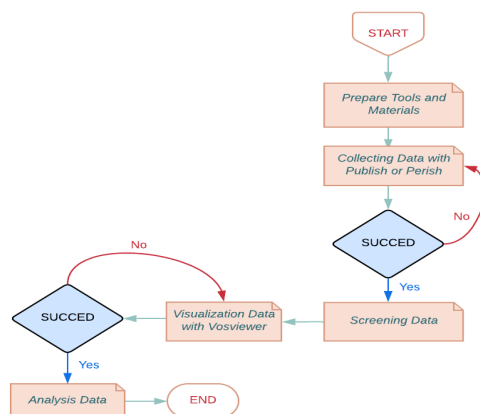 START
Prepare Tools and
Materials
Collecting Data with
Publish or Perish
No
SUCCED
Yes
Screening Data
Visualization Data
with Vosviewer
No
SUCCED
Yes
Analysis Data
END